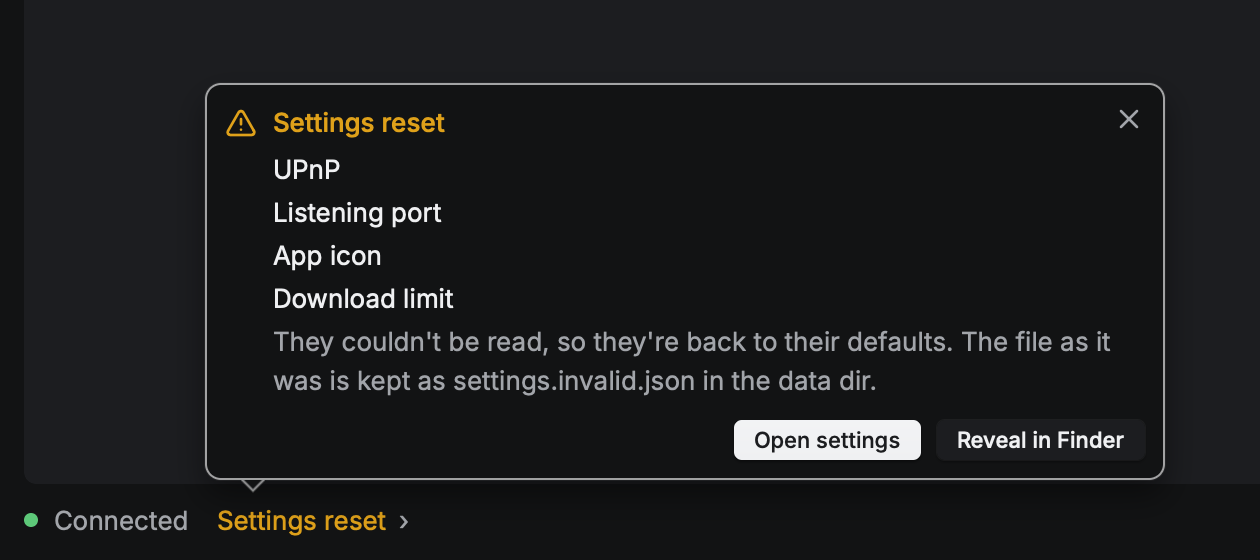 Settings reset
UPnP
Listening port
App icon
Download limit
They couldn't be read, so they're back to their defaults. The file as it
was is kept as settings.invalid.json in the data dir.
Open settings
Reveal in Finder
Connected
Settings reset ›